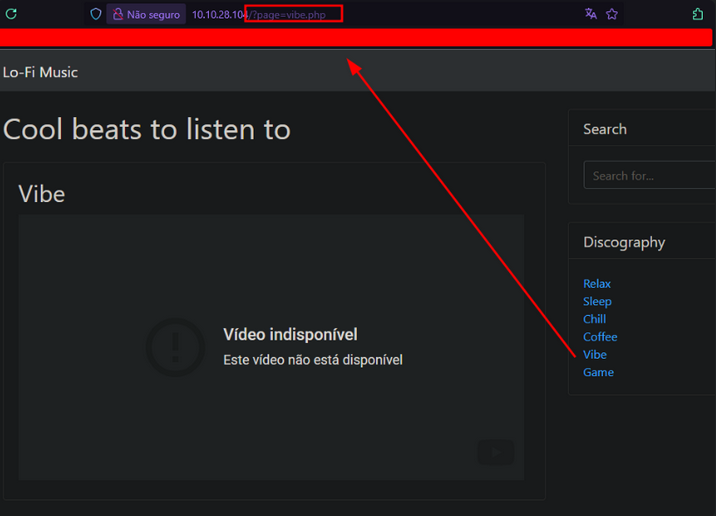 Não seguro
10.10.28.104/?page=vibe.php
Lo-Fi Music
Cool beats to listen to
Vibe
Vídeo indisponível
Este vídeo não está disponível
Search
Search for...
Discography
Relax
Sleep
Chill
Coffee
Vibe
Game